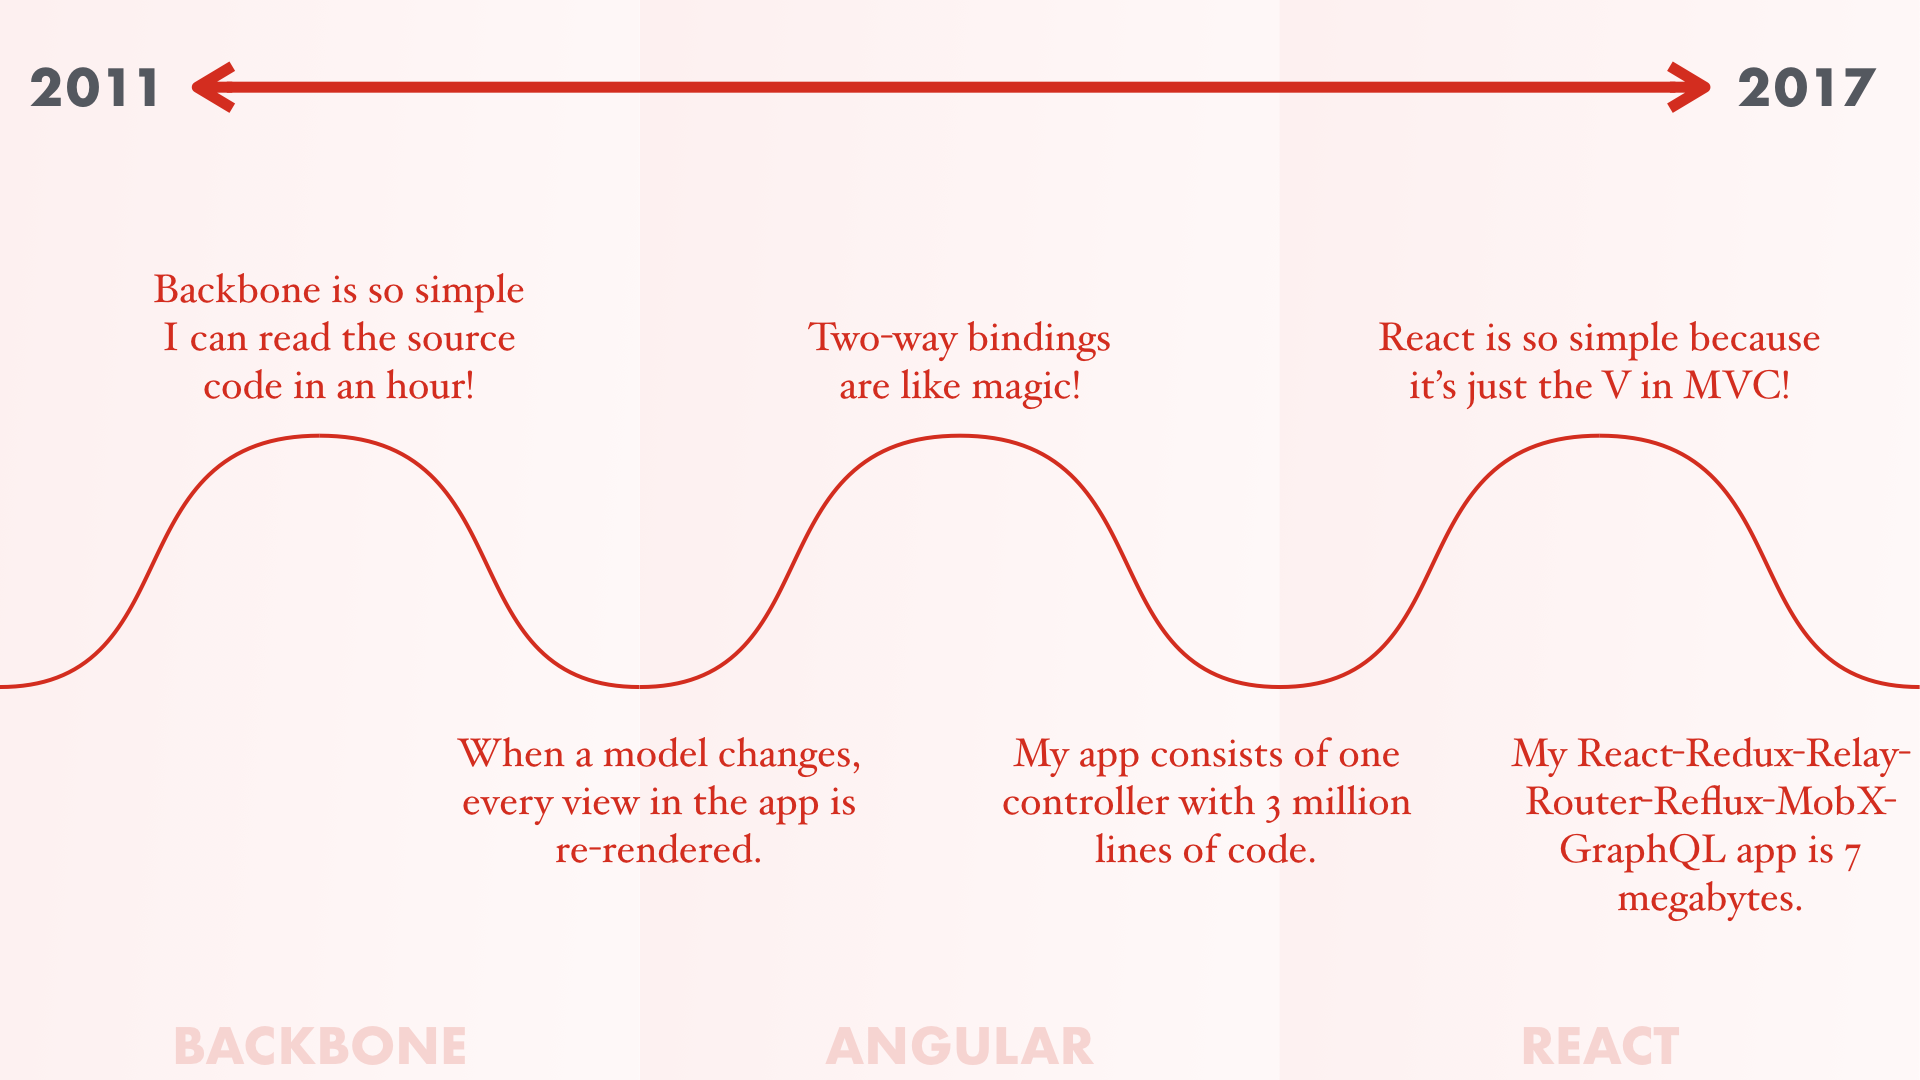 2011
2017
Backbone is so simple
I can read the source
code in an hour!
Two-way bindings
are like magic!
React is so simple because
it’s just the V in MVC!
When a model changes,
every view in the app is
re-rendered.
My app consists of one
controller with 3 million
lines of code.
My React-Redux-Relay-
Router-Reflux-MobX-
GraphQL app is 7
megabytes.
BACKBONE
ANGULAR
REACT